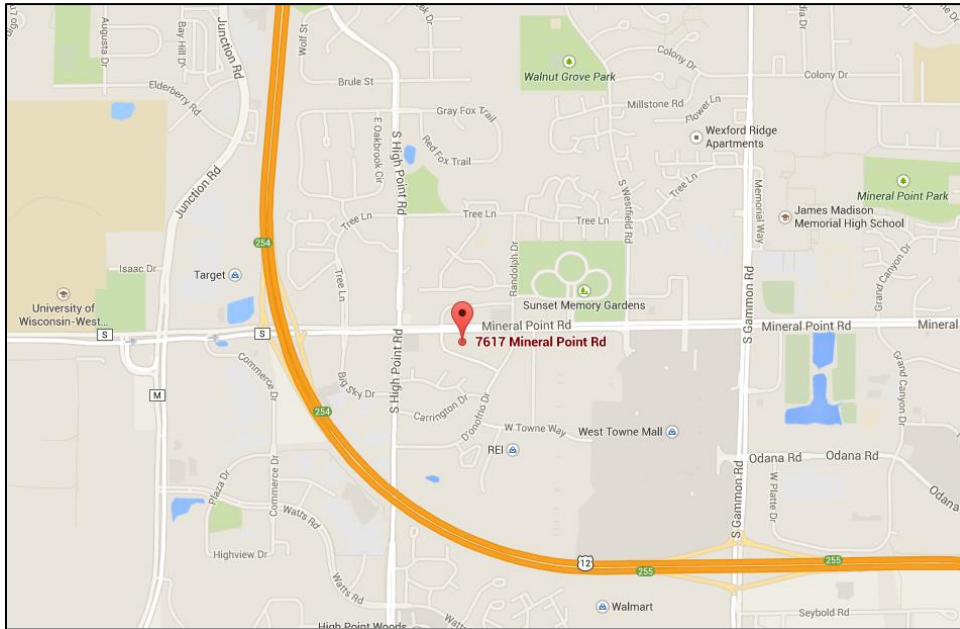 Augusta Dr
Bay Hill Dr
Junction Rd
Wolf St
Elderberry Rd
Brule St
Gray Fox Trail
Red Fox Trail
E Oakbrook Cir
S High Point Rd
Walnut Grove Park
Colony Dr
Colony Dr
Millstone Rd
Flower Ln
Wexford Ridge
Apartments
Mineral Point Park
Memorial Way
James Madison
Memorial High School
Junction Rd
Tree Ln
Tree Ln
Tree Ln
S Westfield Rd
Randolph Dr
254
Isaac Dr
Target
Tree Ln
Sunset Memory Gardens
S Gammon Rd
Grand Canyon Dr
University of
Wisconsin-West...
S
S
Mineral Point Rd
Mineral Point Rd
Mineral
7617 Mineral Point Rd
S High Point Rd
M
Commerce Dr
Big Sky Dr
254
Carrington Dr
D'onofrio Dr
W Towne Way
West Towne Mall
REI
Grand Canyon Dr
Odana Rd
Odana Rd
Odana
W Platte Dr
S Gammon Rd
Plaza Dr
Commerce Dr
Watts Rd
Highview Dr
Watts Rd
12
255
255
Walmart
Seybold Rd
High Point Woods
Watt